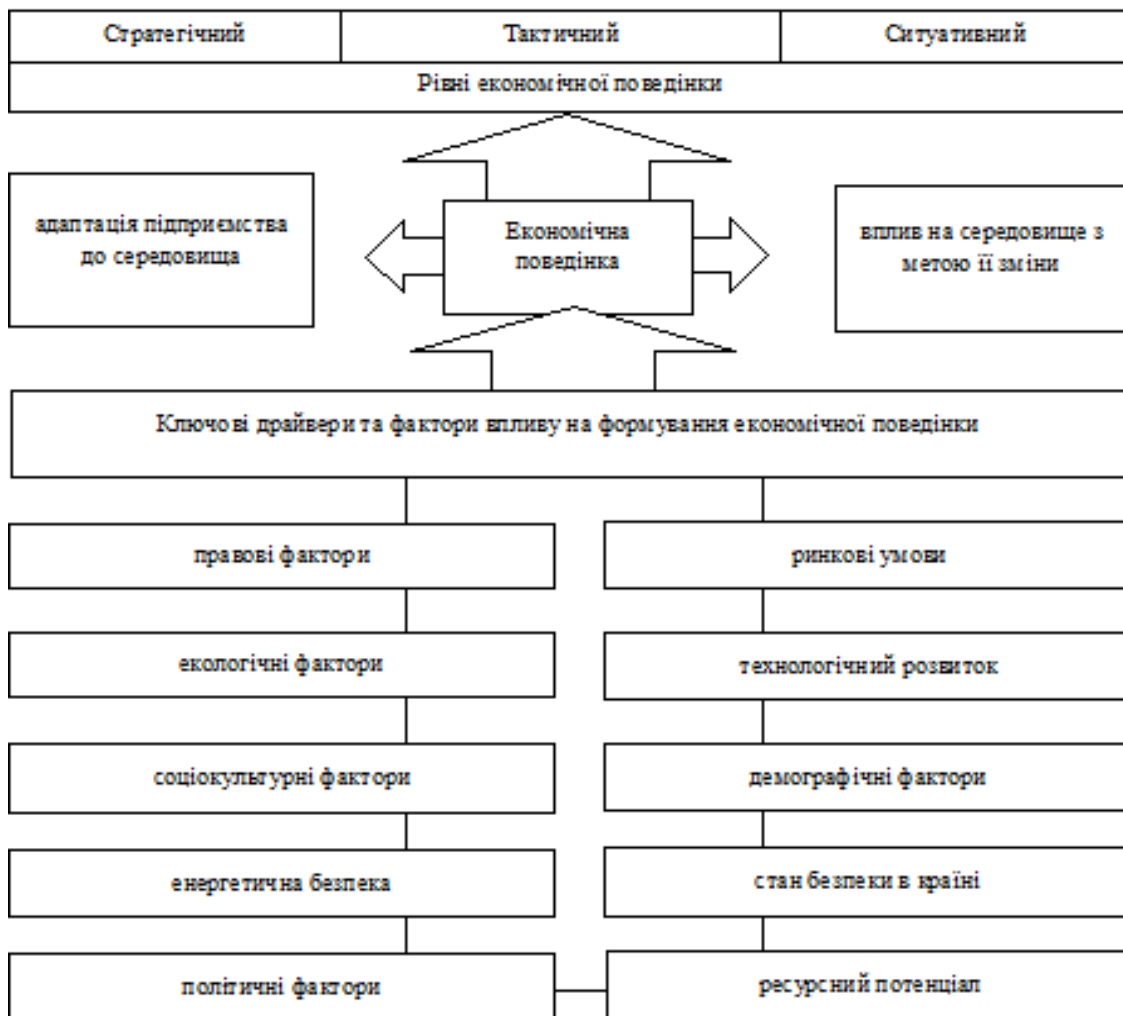 Стратегічний
Тактичний
Ситуативний
Рівні економічної поведінки
адаптація підприємства
до середовища
Економічна
поведінка
вплив на середовище з
метою її зміни
Ключові драйвери та фактори впливу на формування економічної поведінки
правові фактори
ринкові умови
екологічні фактори
технологічний розвиток
соціокультурні фактори
демографічні фактори
енергетична безпека
стан безпеки в країні
політичні фактори
ресурсний потенціал